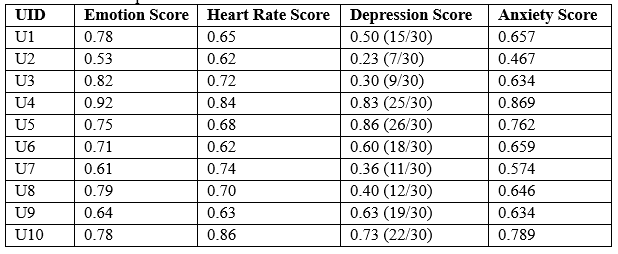 UID Emotion Score Heart Rate Score Depression Score Anxiety Score
U1 0.78 0.65 0.50 (15/30) 0.657
U2 0.53 0.62 0.23 (7/30) 0.467
U3 0.82 0.72 0.30 (9/30) 0.634
U4 0.92 0.84 0.83 (25/30) 0.869
U5 0.75 0.68 0.86 (26/30) 0.762
U6 0.71 0.62 0.60 (18/30) 0.659
U7 0.61 0.74 0.36 (11/30) 0.574
U8 0.79 0.70 0.40 (12/30) 0.646
U9 0.64 0.63 0.63 (19/30) 0.634
U10 0.78 0.86 0.73 (22/30) 0.789